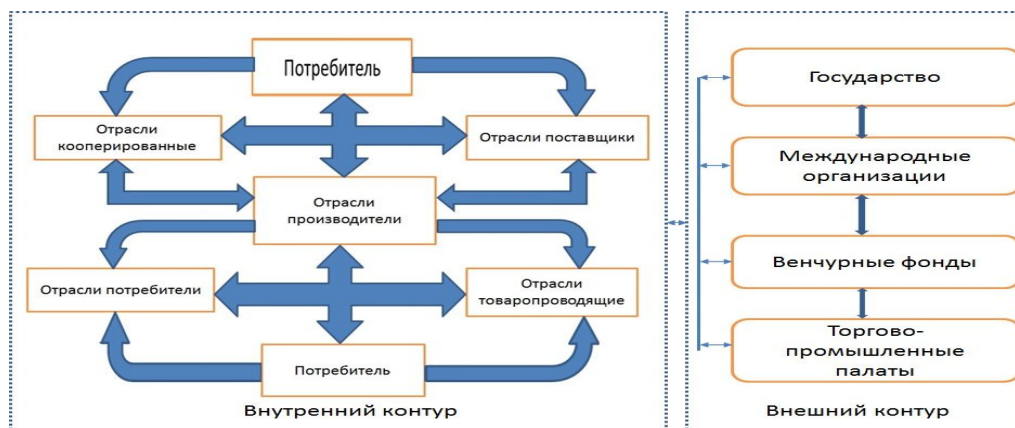 Потребитель
Отрасли
кооперированные
Отрасли поставщики
Отрасли
производители
Отрасли потребители
Отрасли
товаропроводящие
Потребитель
Внутренний контур
Государство
Международные
организации
Венчурные фонды
Торгово-
промышленные
палаты
Внешний контур